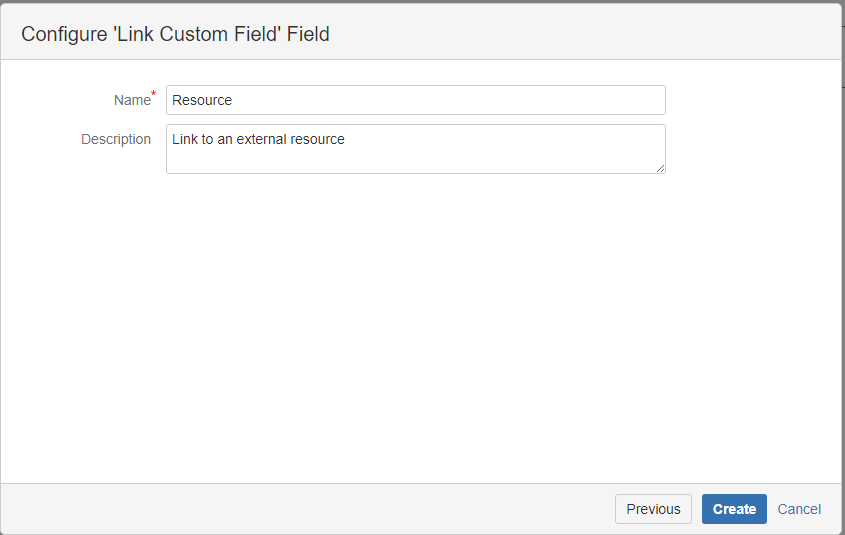 Configure 'Link Custom Field' Field
Name*
Resource
Description
Link to an external resource
Previous
Create
Cancel